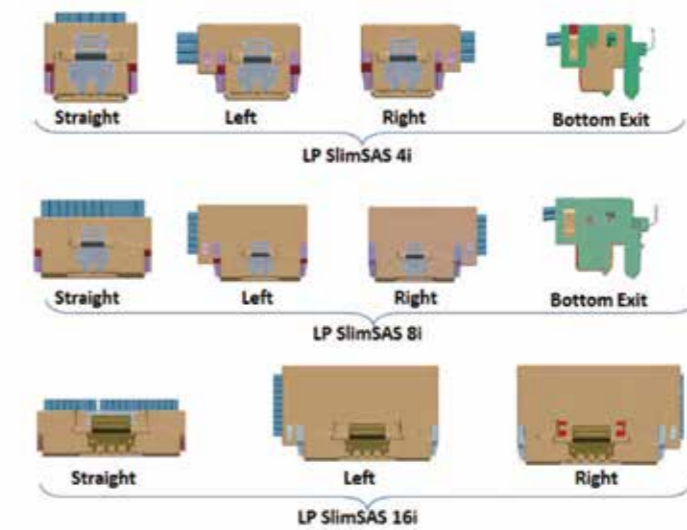 Straight Left Right Bottom Exit
LP SlimSAS 4i
Straight Left Right Bottom Exit
LP SlimSAS 8i
Straight Left Right
LP SlimSAS 16i